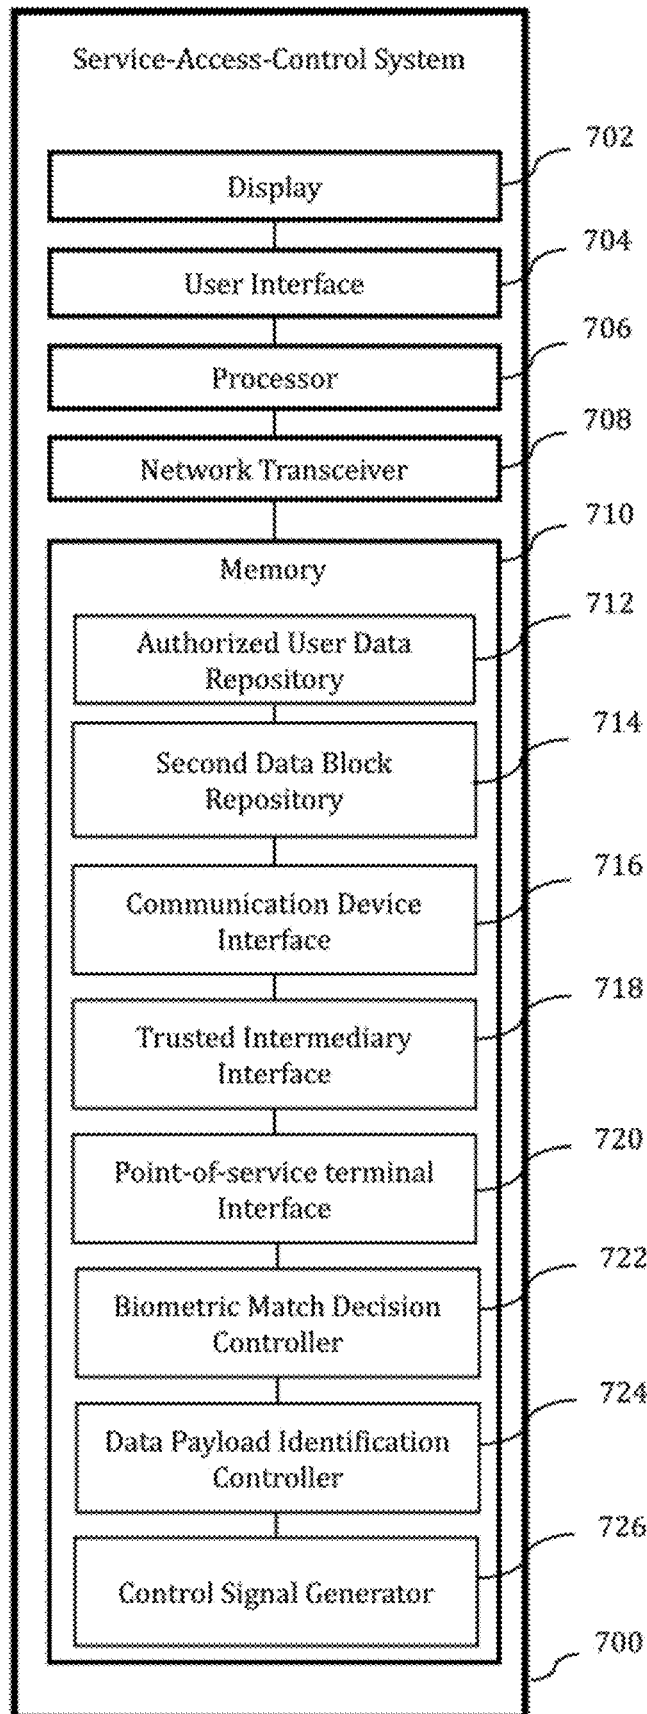 Service-Access-Control System
702
Display
704
User Interface
706
Processor
708
Network Transceiver
710
Memory
712
Authorized User Data
Repository
714
Second Data Block
Repository
716
Communication Device
Interface
718
Trusted Intermediary
Interface
720
Point-of-service terminal
Interface
722
Biometric Match Decision
Controller
724
Data Payload Identification
Controller
726
Control Signal Generator
700